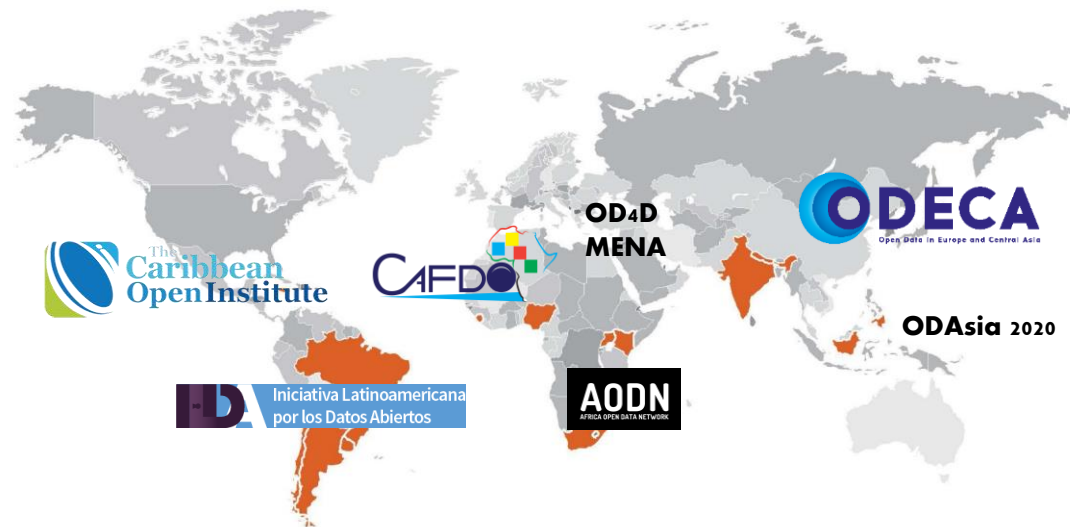 OD4D
MENA
ODECA
Open Data in Europe and Central Asia
The
Caribbean
Open Institute
CAFDO
ODAsia 2020
Iniciativa Latinoamericana
por los Datos Abiertos
AODN
AFRICA OPEN DATA NETWORK